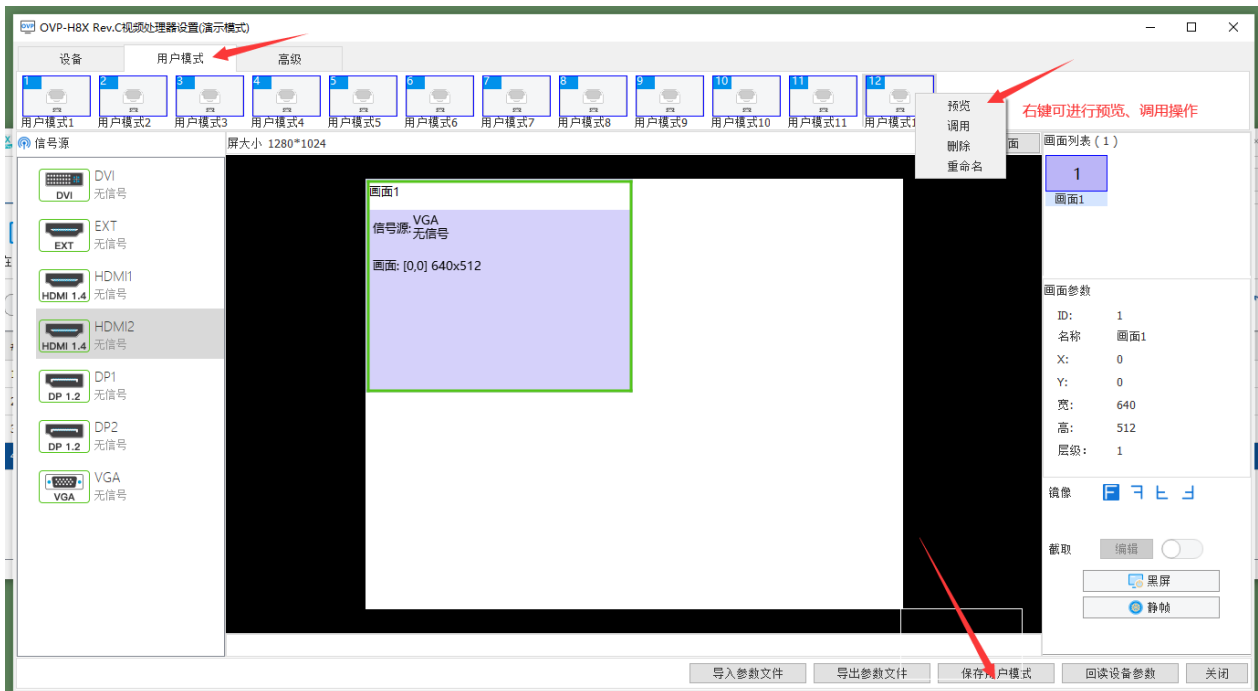 OVP-H8X Rev.C视频处理器设置(演示模式)
设备 用户模式 高级
1 2 3 4 5 6 7 8 9 10 11 12
用户模式1 用户模式2 用户模式3 用户模式4 用户模式5 用户模式6 用户模式7 用户模式8 用户模式9 用户模式10 用户模式11 用户模式1
预览
调用
删除
重命名
右键可进行预览、调用操作
信号源
屏大小 1280*1024
面
画面列表(1)
DVI
DVI
无信号
EXT
EXT
无信号
HDMI1
HDMI 1.4
无信号
HDMI2
HDMI 1.4
无信号
DP1
DP 1.2
无信号
DP2
DP 1.2
无信号
VGA
VGA
无信号
画面1
信号源:
VGA
无信号
画面: [0,0] 640x512
1
画面1
画面参数
ID: 1
名称 画面1
X: 0
Y: 0
宽: 640
高: 512
层级: 1
镜像
截取 编辑
黑屏
静帧
导入参数文件 导出参数文件 保存用户模式 回读设备参数 关闭